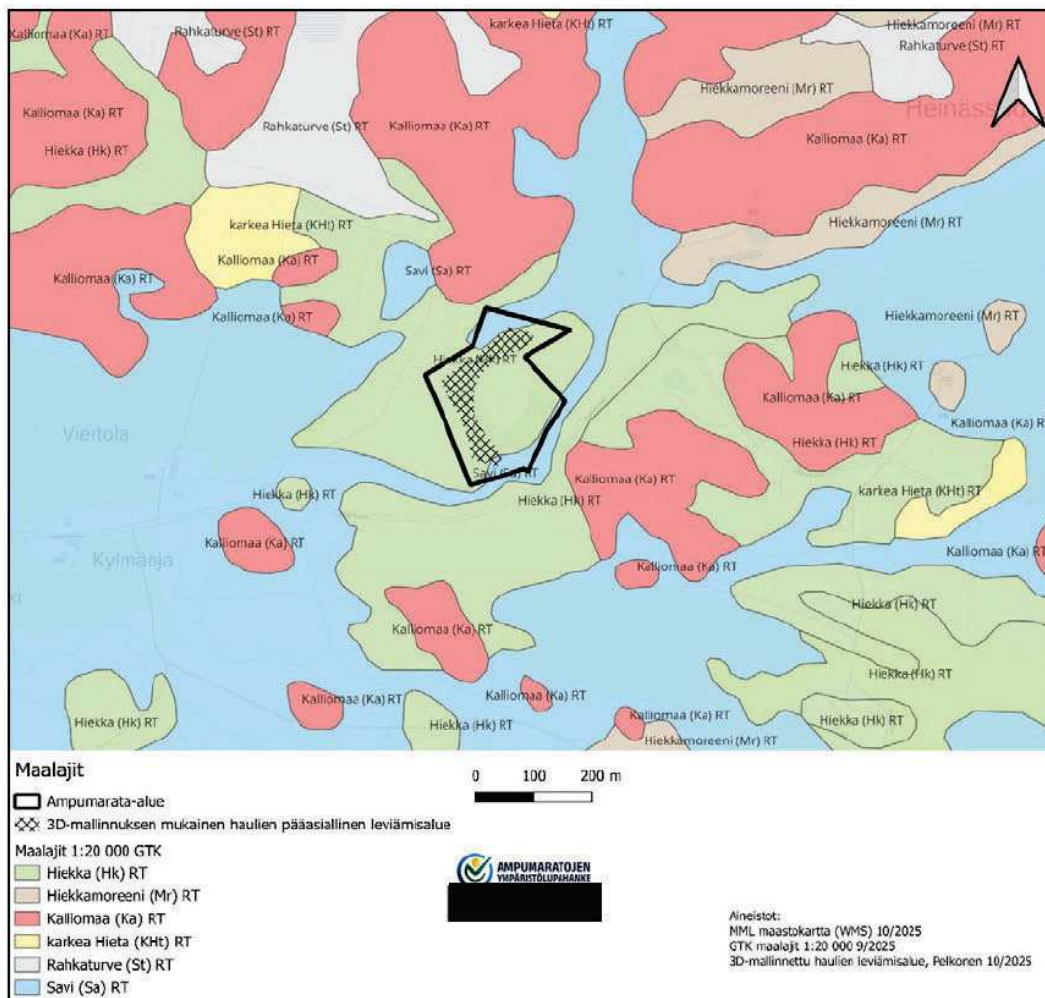 Kalliomaa (Ka) RT
Rahkaturve (St) RT
karkea Hieta (KHt) RT
Hiekkamoreeni (Mr) RT
Rahkaturve (St) RT
Hiekkamoreeni (Mr) RT
Kalliomaa (Ka) RT
Rahkaturve (St) RT
Kalliomaa (Ka) RT
Kalliomaa (Ka) RT
Hiekka (Hk) RT
karkea Hieta (KHt) RT
Hiekkamoreeni (Mr) RT
Kalliomaa (Ka) RT
Savi (Sa) RT
Kalliomaa (Ka) RT
Kalliomaa (Ka) RT
Hiekkamoreeni (Mr) RT
Hiekka (Hk) RT
Hiekka (Hk) RT
Kalliomaa (Ka) RT
Kalliomaa (Ka) RT
Viertola
Hiekka (Hk) RT
Savi (Sa) RT
Kalliomaa (Ka) RT
karkea Hieta (KHt) RT
Hiekka (Hk) RT
Hiekka (Hk) RT
Kalliomaa (Ka) RT
Kylmäoja
Kalliomaa (Ka) RT
Kalliomaa (Ka) RT
Hiekka (Hk) RT
Kalliomaa (Ka) RT
Hiekka (Hk) RT
Kalliomaa (Ka) RT
Kalliomaa (Ka) RT
Hiekka (Hk) RT
Hiekka (Hk) RT
Kalliomaa (Ka) RT
Hiekka (Hk) RT
Hiekkamoreeni (Mr) RT
Maalajit
Ampumarata-alue
3D-mallinnuksen mukainen haulien pääasiallinen leviämisalue
Maalajit 1:20 000 GTK
Hiekka (Hk) RT
Hiekkamoreeni (Mr) RT
Kalliomaa (Ka) RT
karkea Hieta (KHt) RT
Rahkaturve (St) RT
Savi (Sa) RT
0 100 200 m
AMPUMARATOJEN
YMPÄRISTÖLUPAHANKE
Aineistot:
MML maastokartta (WMS) 10/2025
GTK maalajit 1:20 000 9/2025
3D-mallinnettu haulien leviämisalue, Pelkonen 10/2025